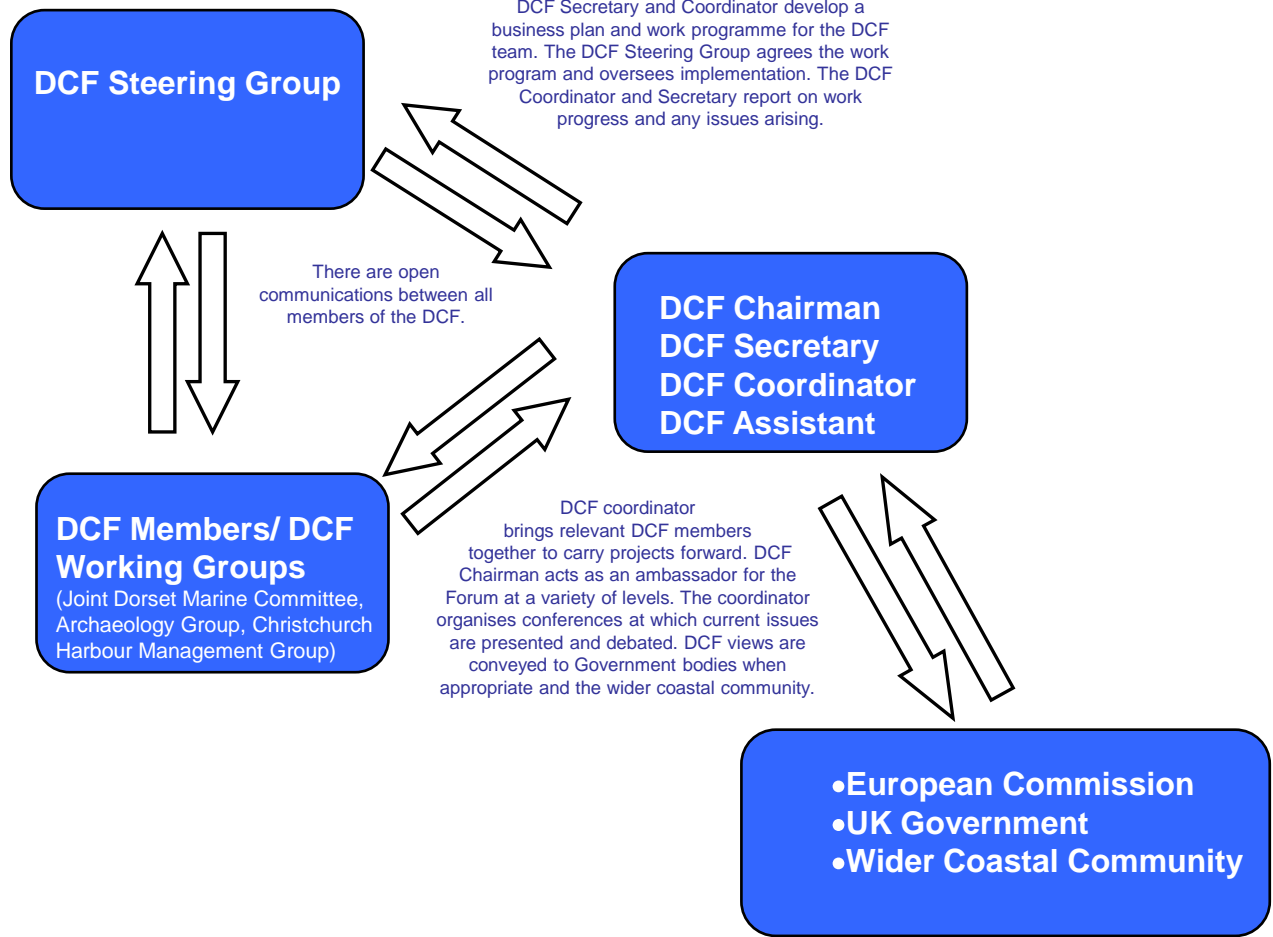 DCF Secretary and Coordinator develop a
business plan and work programme for the DCF
team. The DCF Steering Group agrees the work
program and oversees implementation. The DCF
Coordinator and Secretary report on work
progress and any issues arising.
DCF Steering Group
There are open
communications between all
members of the DCF.
DCF Chairman
DCF Secretary
DCF Coordinator
DCF Assistant
DCF Members/ DCF
Working Groups
(Joint Dorset Marine Committee,
Archaeology Group, Christchurch
Harbour Management Group)
DCF coordinator
brings relevant DCF members
together to carry projects forward. DCF
Chairman acts as an ambassador for the
Forum at a variety of levels. The coordinator
organises conferences at which current issues
are presented and debated. DCF views are
conveyed to Government bodies when
appropriate and the wider coastal community.
•European Commission
•UK Government
•Wider Coastal Community